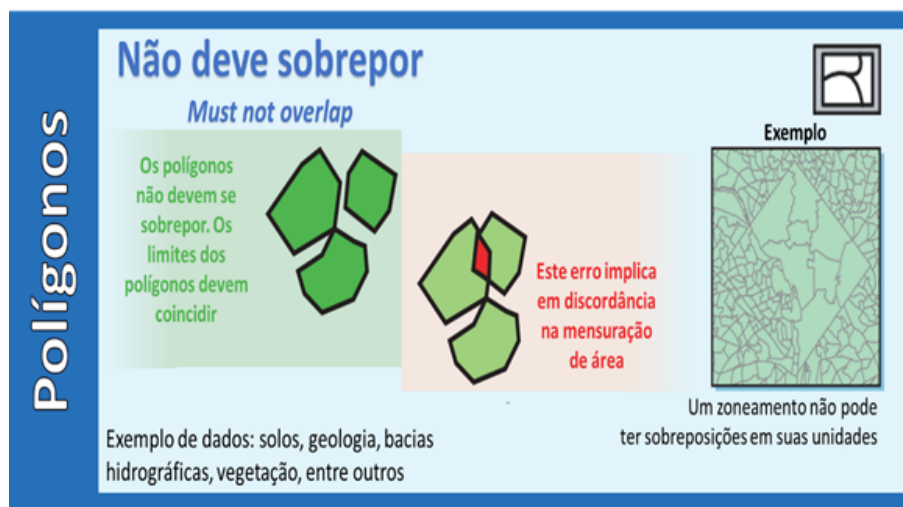 Polígonos
Não deve sobrepor
Must not overlap
Os polígonos
não devem se
sobrepor. Os
limites dos
polígonos devem
coincidir
Este erro implica
em discordância
na mensuração
de área
Exemplo
Um zoneamento não pode
ter sobreposições em suas unidades
Exemplo de dados: solos, geologia, bacias
hidrográficas, vegetação, entre outros